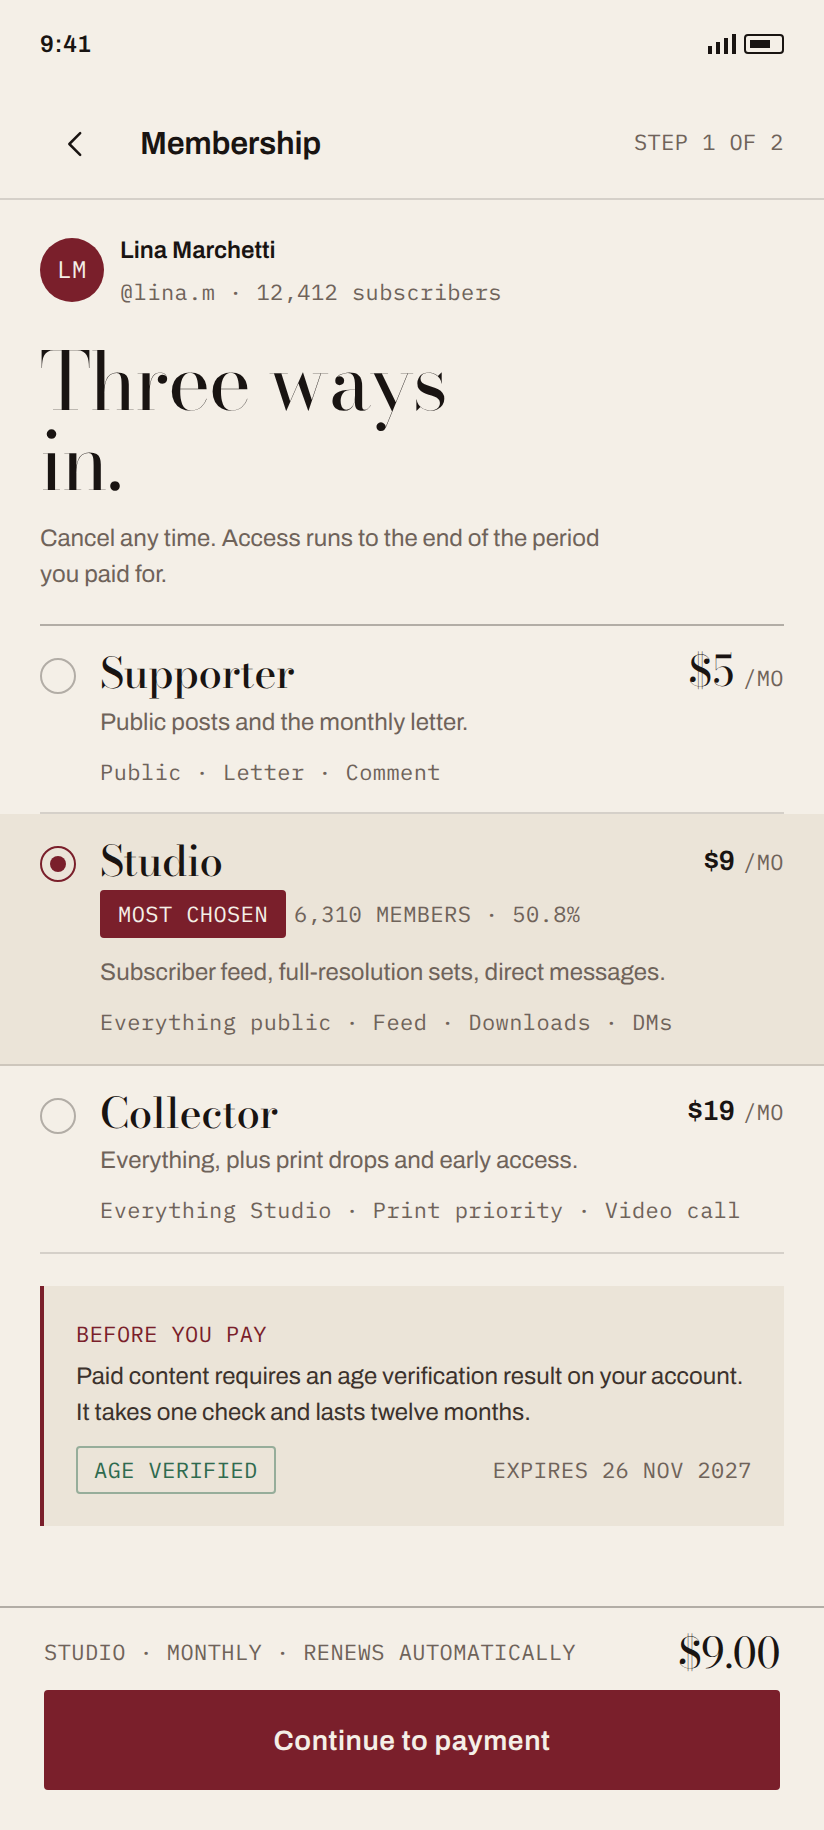 9:41
Membership
STEP 1 OF 2
LM
Lina Marchetti
@lina.m · 12,412 subscribers
Three ways
in.
Cancel any time. Access runs to the end of the period
you paid for.
Supporter
$5 /MO
Public posts and the monthly letter.
Public · Letter · Comment
Studio
$9 /MO
MOST CHOSEN 6,310 MEMBERS · 50.8%
Subscriber feed, full-resolution sets, direct messages.
Everything public · Feed · Downloads · DMs
Collector
$19 /MO
Everything, plus print drops and early access.
Everything Studio · Print priority · Video call
BEFORE YOU PAY
Paid content requires an age verification result on your account.
It takes one check and lasts twelve months.
AGE VERIFIED
EXPIRES 26 NOV 2027
STUDIO · MONTHLY · RENEWS AUTOMATICALLY
$9.00
Continue to payment